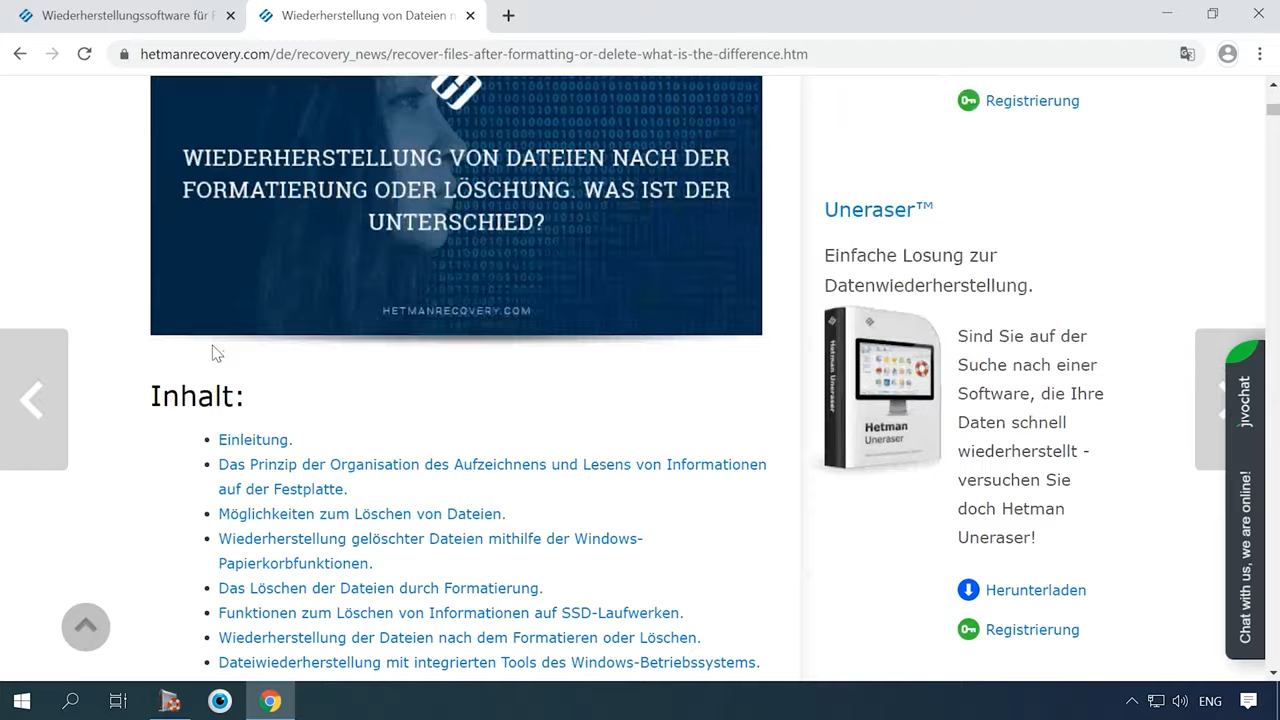 Wiederherstellungssoftware für F
Wiederherstellung von Dateien n
hetmanrecovery.com/de/recovery_news/recover-files-after-formatting-or-delete-what-is-the-difference.htm
WIEDERHERSTELLUNG VON DATEIEN NACH DER
FORMATIERUNG ODER LÖSCHUNG. WAS IST DER
UNTERSCHIED?
HETMANRECOVERY.COM
Inhalt:
Einleitung.
Das Prinzip der Organisation des Aufzeichnens und Lesens von Informationen
auf der Festplatte.
Möglichkeiten zum Löschen von Dateien.
Wiederherstellung gelöschter Dateien mithilfe der Windows-
Papierkorbfunktionen.
Das Löschen der Dateien durch Formatierung.
Funktionen zum Löschen von Informationen auf SSD-Laufwerken.
Wiederherstellung der Dateien nach dem Formatieren oder Löschen.
Dateiwiederherstellung mit integrierten Tools des Windows-Betriebssystems.
Registrierung
Uneraser™
Einfache Losung zur
Datenwiederherstellung.
Hetman Uneraser
Hetman
Uneraser
Sind Sie auf der
Suche nach einer
Software, die Ihre
Daten schnell
wiederherstellt -
versuchen Sie
doch Hetman
Uneraser!
Herunterladen
Registrierung
Chat with us, we are online!
jivochat
ENG